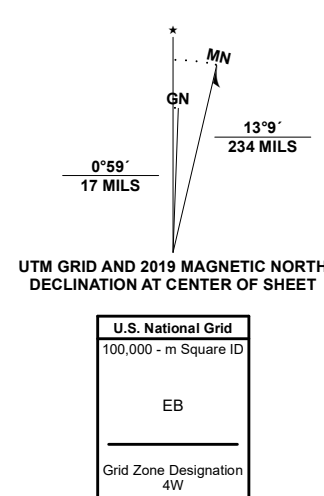 ★
MN
GN
13°9´
234 MILS
0°59´
17 MILS
UTM GRID AND 2019 MAGNETIC NORTH
DECLINATION AT CENTER OF SHEET
U.S. National Grid
100,000 - m Square ID
EB
Grid Zone Designation
4W